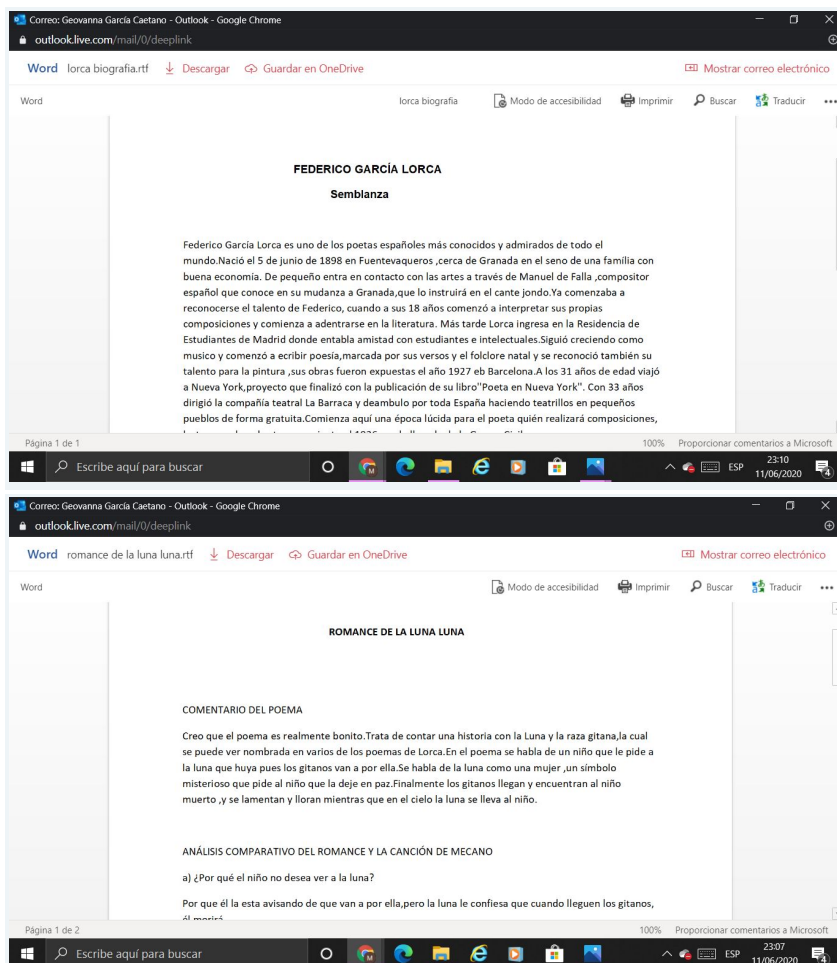 Correo: Geovanna García Caetano - Outlook - Google Chrome
outlook.live.com/mail/0/deeplink
Word lorca biografia.rtf Descargar Guardar en OneDrive Mostrar correo electrónico
Word lorca biografia Modo de accesibilidad Imprimir Buscar Traducir ...
FEDERICO GARCÍA LORCA
Semblanza
Federico García Lorca es uno de los poetas españoles más conocidos y admirados de todo el
mundo.Nació el 5 de junio de 1898 en Fuentevaqueros ,cerca de Granada en el seno de una família con
buena economía. De pequeño entra en contacto con las artes a través de Manuel de Falla ,compositor
español que conoce en su mudanza a Granada,que lo instruirá en el cante jondo.Ya comenzaba a
reconocerse el talento de Federico, cuando a sus 18 años comenzó a interpretar sus propias
composiciones y comienza a adentrarse en la literatura. Más tarde Lorca ingresa en la Residencia de
Estudiantes de Madrid donde entabla amistad con estudiantes e intelectuales.Siguió creciendo como
musico y comenzó a ecribir poesía,marcada por sus versos y el folclore natal y se reconoció también su
talento para la pintura ,sus obras fueron expuestas el año 1927 eb Barcelona.A los 31 años de edad viajó
a Nueva York,proyecto que finalizó con la publicación de su libro"Poeta en Nueva York". Con 33 años
dirigió la compañía teatral La Barraca y deambulo por toda España haciendo teatrillos en pequeños
pueblos de forma gratuita.Comienza aquí una época lúcida para el poeta quién realizará composiciones,
Página 1 de 1 100% Proporcionar comentarios a Microsoft
Escribe aquí para buscar ESP 23:10
11/06/2020 4
Correo: Geovanna García Caetano - Outlook - Google Chrome
outlook.live.com/mail/0/deeplink
Word romance de la luna luna.rtf Descargar Guardar en OneDrive Mostrar correo electrónico
Word Modo de accesibilidad Imprimir Buscar Traducir ...
ROMANCE DE LA LUNA LUNA
COMENTARIO DEL POEMA
Creo que el poema es realmente bonito.Trata de contar una historia con la Luna y la raza gitana,la cual
se puede ver nombrada en varios de los poemas de Lorca.En el poema se habla de un niño que le pide a
la luna que huya pues los gitanos van a por ella.Se habla de la luna como una mujer ,un símbolo
misterioso que pide al niño que la deje en paz.Finalmente los gitanos llegan y encuentran al niño
muerto ,y se lamentan y lloran mientras que en el cielo la luna se lleva al niño.
ANÁLISIS COMPARATIVO DEL ROMANCE Y LA CANCIÓN DE MECANO
a) ¿Por qué el niño no desea ver a la luna?
Por que él la esta avisando de que van a por ella,pero la luna le confiesa que cuando lleguen los gitanos,
él morirá
Página 1 de 2 100% Proporcionar comentarios a Microsoft
Escribe aquí para buscar ESP 23:07
11/06/2020 4